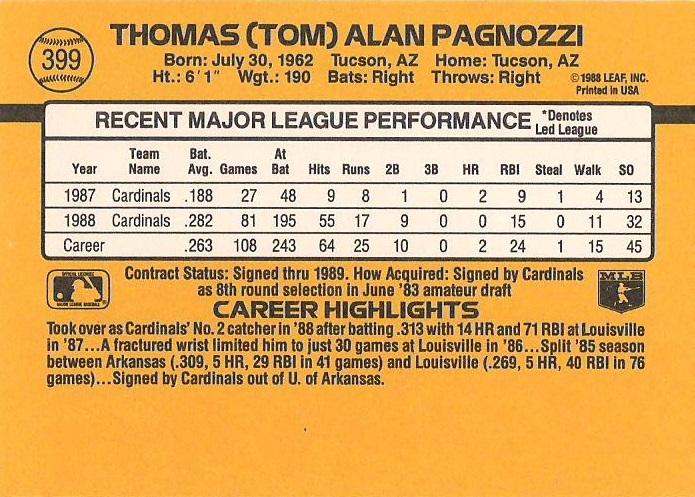 399
THOMAS (TOM) ALAN PAGNOZZI
Born: July 30, 1962 Tucson, AZ Home: Tucson, AZ
Ht.: 6'1" Wgt.: 190 Bats: Right Throws: Right
© 1988 LEAF, INC.
Printed in USA
RECENT MAJOR LEAGUE PERFORMANCE *Denotes Led League
Year Team Name Bat. Avg. Games At Bat Hits Runs 2B 3B HR RBI Steal Walk SO
1987 Cardinals .188 27 48 9 8 1 0 2 9 1 4 13
1988 Cardinals .282 81 195 55 17 9 0 0 15 0 11 32
Career .263 108 243 64 25 10 0 2 24 1 15 45
Contract Status: Signed thru 1989. How Acquired: Signed by Cardinals
as 8th round selection in June '83 amateur draft
MLB
CAREER HIGHLIGHTS
Took over as Cardinals' No. 2 catcher in '88 after batting .313 with 14 HR and 71 RBI at Louisville
in '87...A fractured wrist limited him to just 30 games at Louisville in '86...Split '85 season
between Arkansas (.309, 5 HR, 29 RBI in 41 games) and Louisville (.269, 5 HR, 40 RBI in 76
games)...Signed by Cardinals out of U. of Arkansas.